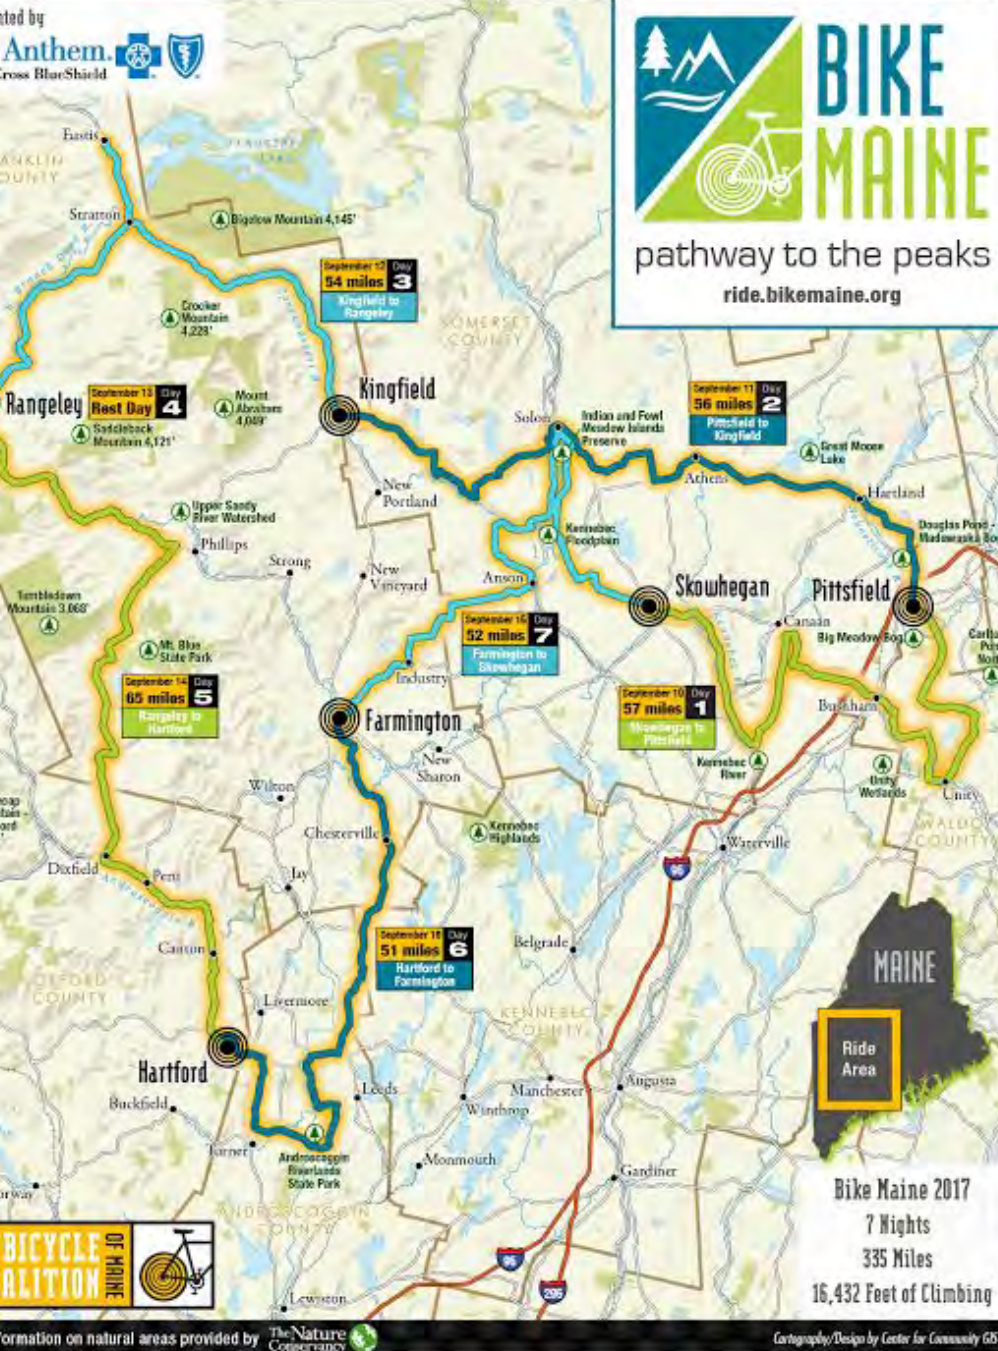 nted by
Anthem.
Cross BlueShield
BIKE
MAINE
pathway to the peaks
ride.bikemaine.org
Eustis
ANKLIN
OUNTY
Stratton
Bigelow Mountain 4,145'
September 12
54 miles
Day
3
Kingfield to
Rangeley
Crocker
Mountain
4,228'
SOMERSET
COUNTY
Rangeley
September 13
Rest Day
Day
4
Saddleback
Mountain 4,121'
Mount
Abraham
4,049'
Kingfield
Solon
Indian and Fowl
Meadow Islands
Preserve
September 11
56 miles
Day
2
Pittsfield to
Kingfield
Great Moose
Lake
Athens
Hartland
New
Portland
Upper Sandy
River Watershed
Phillips
Strong
New
Vineyard
Kennebec
Floodplain
Anson
Douglas Pond -
Madawaska Bog
Skowhegan
Pittsfield
Canaan
Big Meadow Bog
Tumbledown
Mountain 3,068'
Mt. Blue
State Park
September 14
65 miles
Day
5
Rangeley to
Hartford
September 16
52 miles
Day
7
Farmington to
Skowhegan
Industry
Farmington
September 10
57 miles
Day
1
Skowhegan to
Pittsfield
Burnham
New
Sharon
Kennebec
River
Unity
Wetlands
Unity
Wilton
Chesterville
Kennebec
Highlands
WALDO
COUNTY
Waterville
95
Dixfield
Peru
Jay
Canton
September 15
51 miles
Day
6
Hartford to
Farmington
Belgrade
OXFORD
COUNTY
Livermore
KENNEBEC
COUNTY
MAINE
Ride
Area
Hartford
Buckfield
Leeds
Manchester
Augusta
Winthrop
Turner
Androscoggin
Riverlands
State Park
Monmouth
Gardiner
orway
ANDROSCOGGIN
COUNTY
Bike Maine 2017
7 Nights
335 Miles
16,432 Feet of Climbing
BICYCLE
ALITION
OF MAINE
95
295
Lewiston
formation on natural areas provided by
The Nature
Conservancy
Cartography/Design by Center for Community GIS